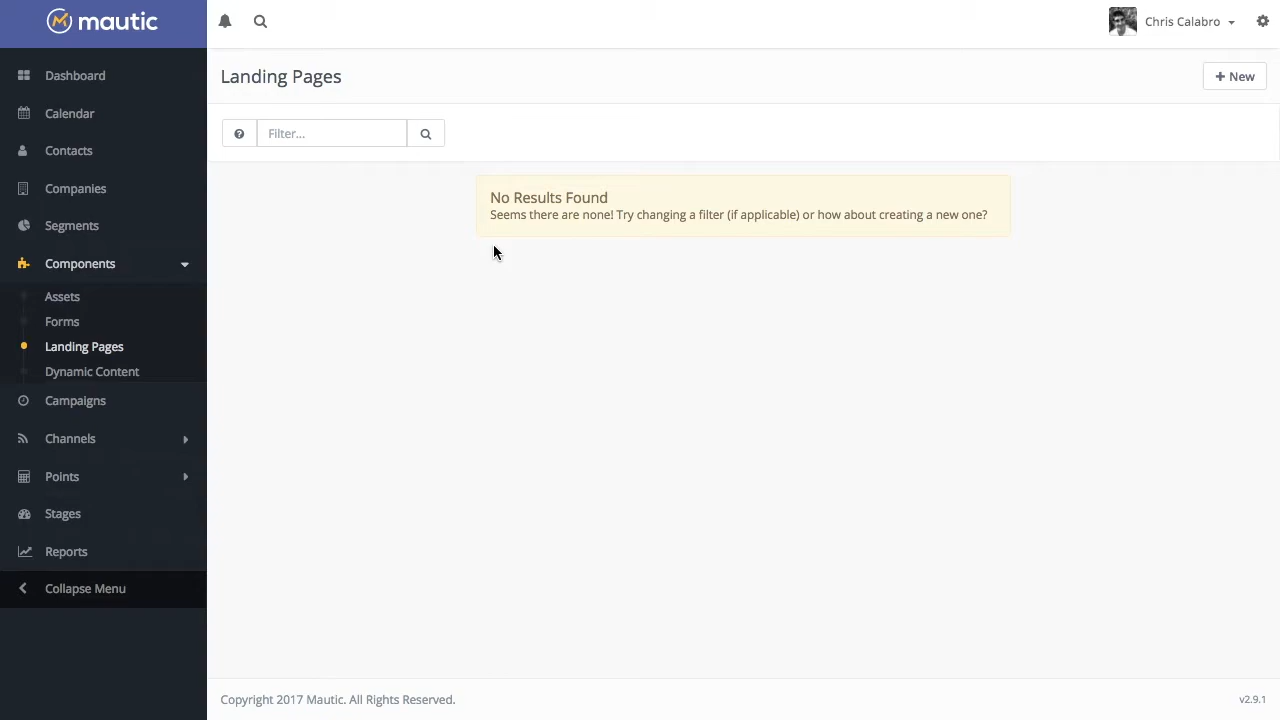 mautic
Chris Calabro
Dashboard
Calendar
Contacts
Companies
Segments
Components
Assets
Forms
Landing Pages
Dynamic Content
Campaigns
Channels
Points
Stages
Reports
Collapse Menu
Landing Pages
New
Filter...
No Results Found
Seems there are none! Try changing a filter (if applicable) or how about creating a new one?
Copyright 2017 Mautic. All Rights Reserved.
v2.9.1